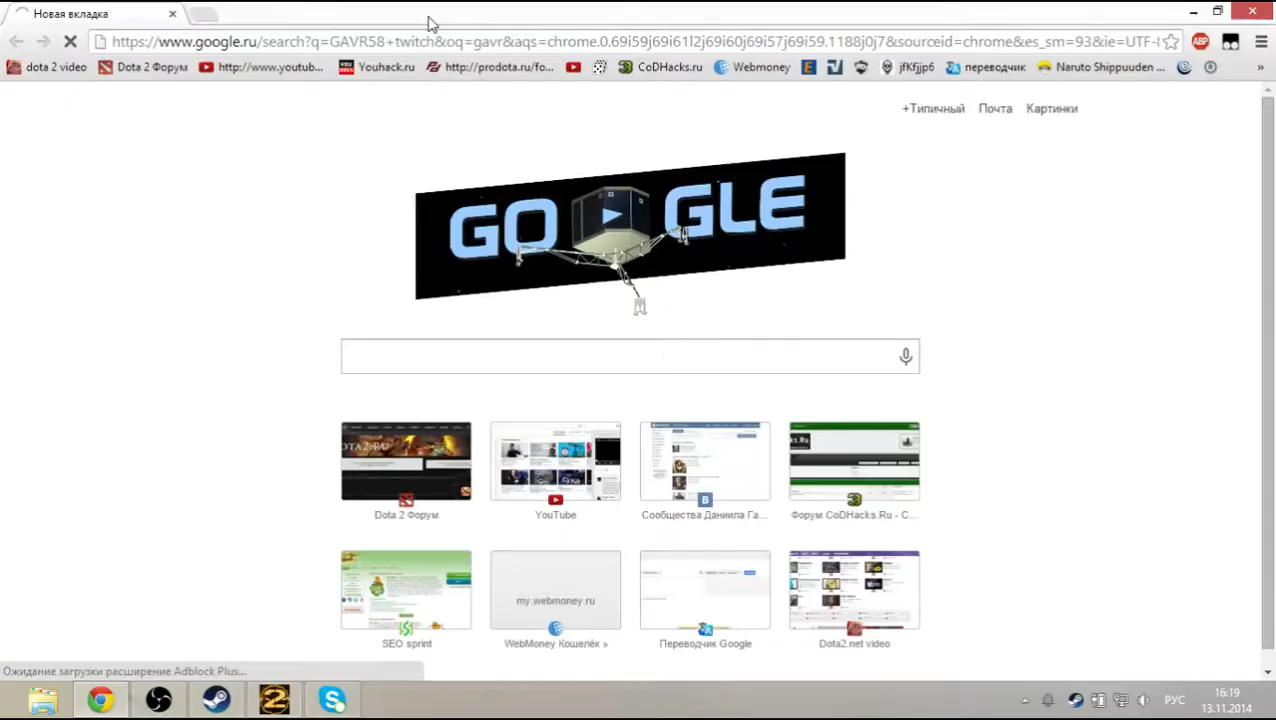 Новая вкладка
https://www.google.ru/search?q=GAVR58+twitch&oq=gavr&aqs=chrome.0.69i59j69i61l2j69i60j69i57j69i59.1188j0j7&sourceid=chrome&es_sm=93&ie=UTF-8
ABP
dota 2 video
Dota 2 Форум
http://www.youtub...
Youhack.ru
http://prodota.ru/fo...
CoDHacks.ru
Webmoney
jfKfjjp6
переводчик
Naruto Shippuuden ...
»
+Типичный Почта Картинки
GO GLE
Dota 2 Форум
YouTube
Сообщества Даниила Га...
Форум CoDHacks.Ru - C...
my.webmoney.ru
SEO sprint
WebMoney Кошелёк »
Переводчик Google
Dota2.net video
Ожидание загрузки расширение Adblock Plus...
РУС
16:19
13.11.2014